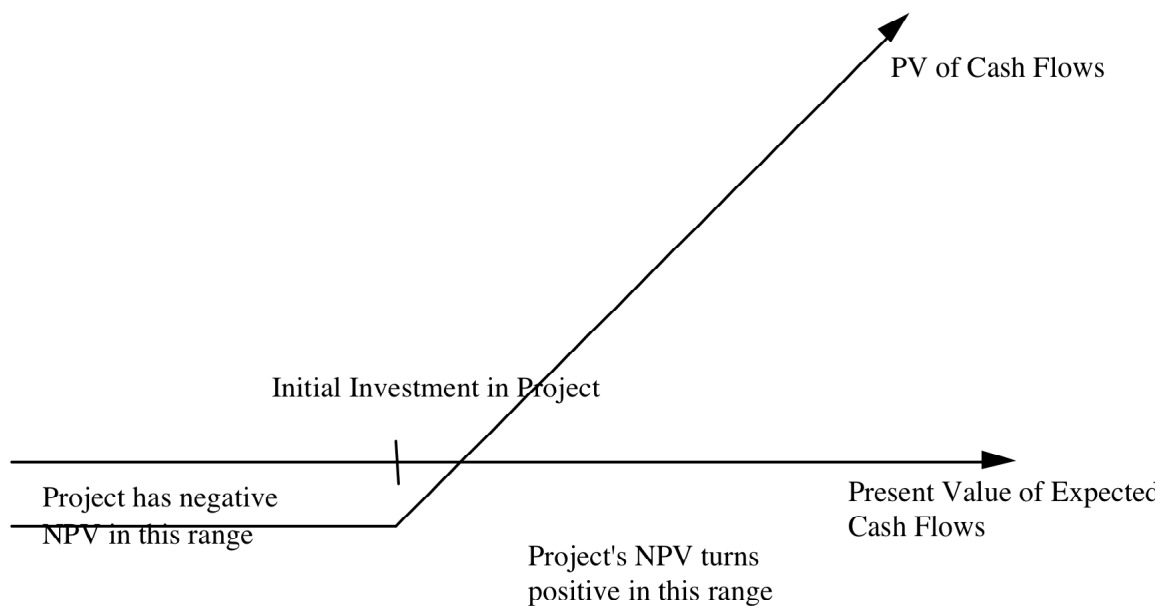 PV of Cash Flows
Initial Investment in Project
Project has negative
NPV in this range
Present Value of Expected
Cash Flows
Project's NPV turns
positive in this range